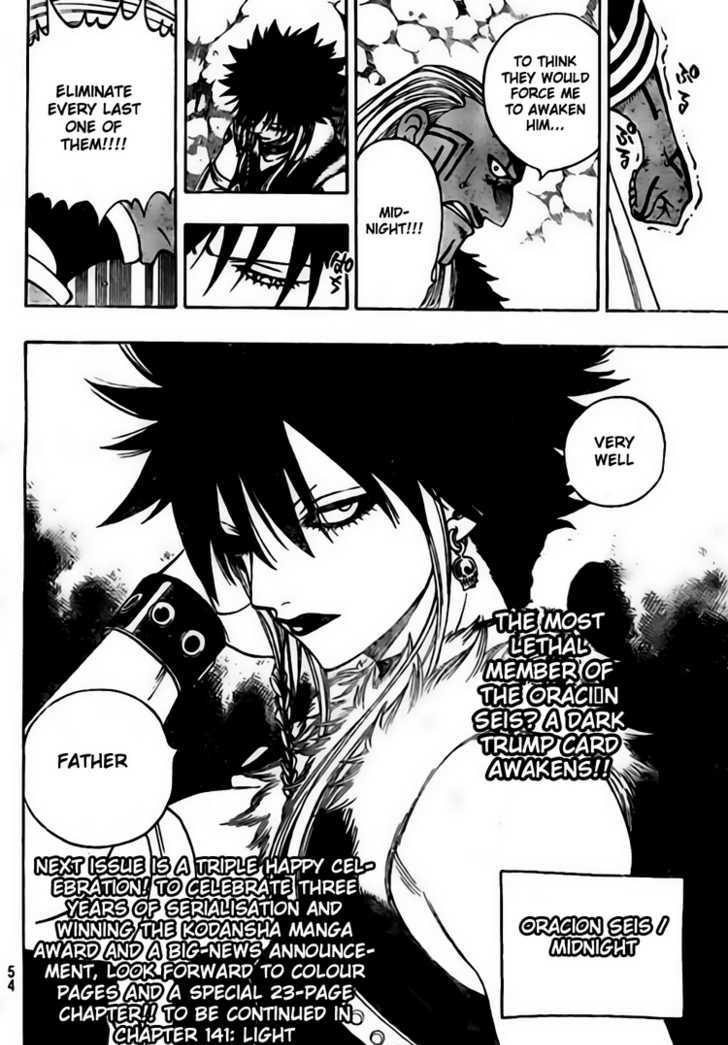 TO THINK
THEY WOULD
FORCE ME
TO AWAKEN
HIM...
MID-
NIGHT!!!
ELIMINATE
EVERY LAST
ONE OF
THEM!!!!
VERY
WELL
FATHER
THE MOST
LETHAL
MEMBER OF
THE ORACI▯N
SEIS? A DARK
TRUMP CARD
AWAKENS!!
ORACION SEIS /
MIDNIGHT
NEXT ISSUE IS A TRIPLE HAPPY CEL-
EBRATION! TO CELEBRATE THREE
YEARS OF SERIALISATION AND
WINNING THE KODANSHA MANGA
AWARD AND A BIG-NEWS ANNOUNCE-
MENT, LOOK FORWARD TO COLOUR
PAGES AND A SPECIAL 23-PAGE
CHAPTER!! TO BE CONTINUED IN
CHAPTER 141: LIGHT
54